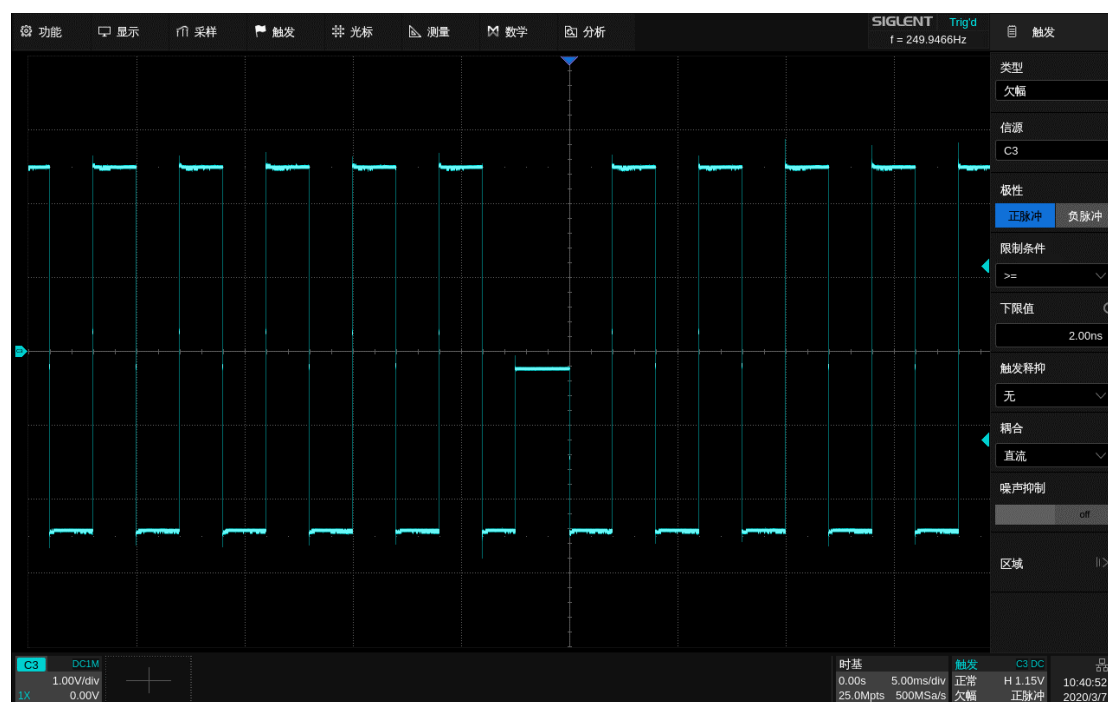 功能 显示 采样 触发 光标 测量 数学 分析
SIGLENT Trig'd
f = 249.9466Hz
触发
类型
欠幅
信源
C3
极性
正脉冲 负脉冲
限制条件
>=
下限值
2.00ns
触发释抑
无
耦合
直流
噪声抑制
off
区域
C3 DC1M
1.00V/div
1X 0.00V
时基
0.00s 5.00ms/div
25.0Mpts 500MSa/s
触发 C3 DC
正常 H 1.15V
欠幅 正脉冲
10:40:52
2020/3/7